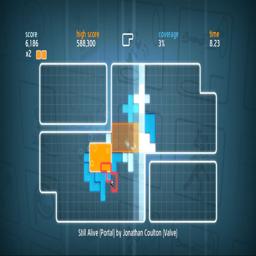 score
6,186
x2
high score
588,300
coverage
3%
time
8.23
Still Alive [Portal] by Jonathan Coulton [Valve]